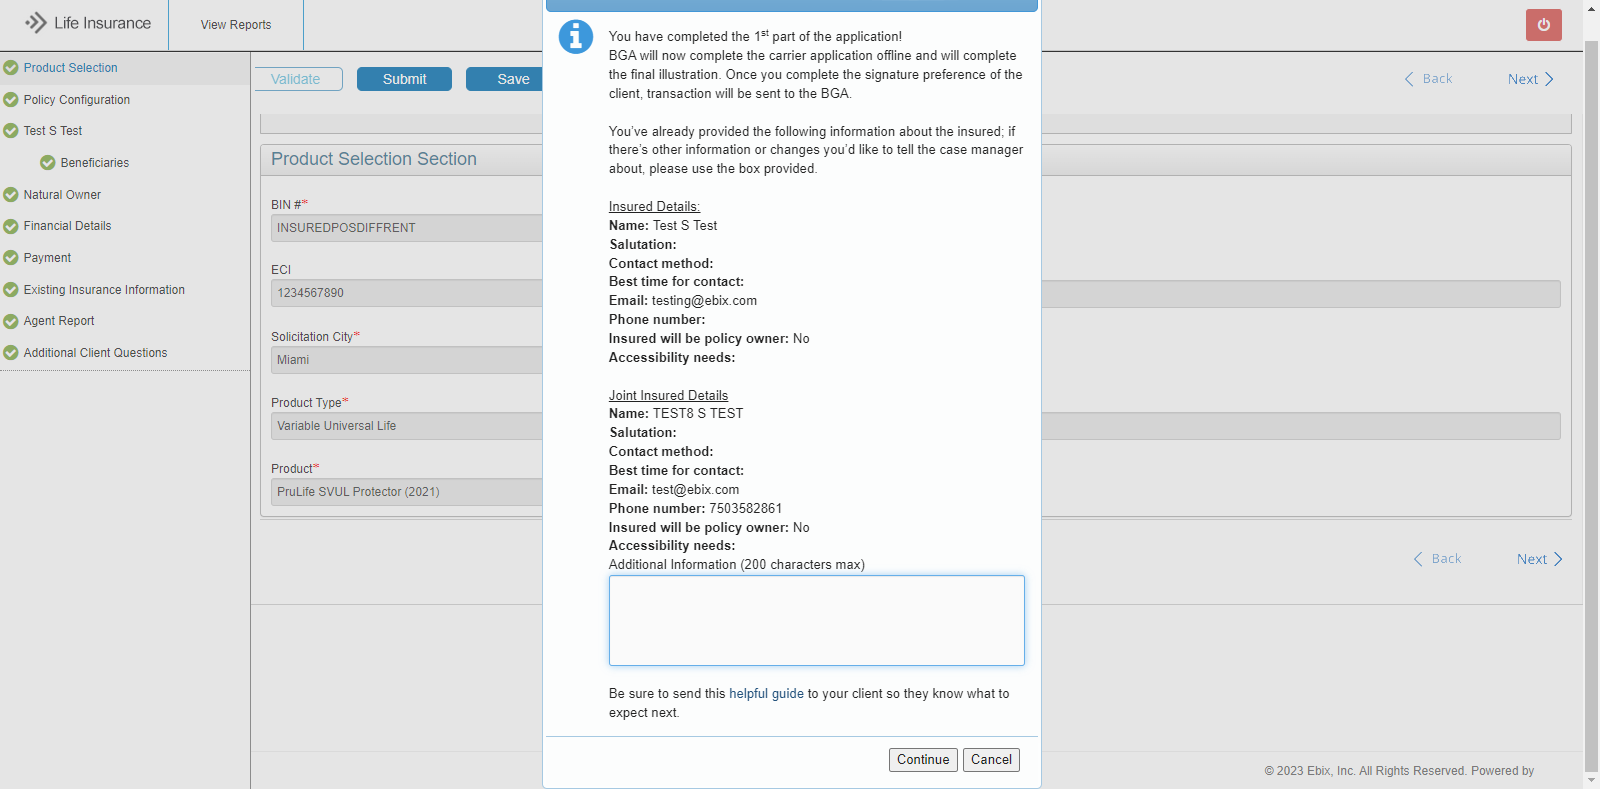 Life Insurance
View Reports
Product Selection
Policy Configuration
Test S Test
Beneficiaries
Natural Owner
Financial Details
Payment
Existing Insurance Information
Agent Report
Additional Client Questions
Validate
Submit
Save
Back
Next
Product Selection Section
BIN #*
INSUREDPOSDIFFRENT
ECI
1234567890
Solicitation City*
Miami
Product Type*
Variable Universal Life
Product*
PruLife SVUL Protector (2021)
You have completed the 1st part of the application!
BGA will now complete the carrier application offline and will complete
the final illustration. Once you complete the signature preference of the
client, transaction will be sent to the BGA.
You've already provided the following information about the insured; if
there's other information or changes you'd like to tell the case manager
about, please use the box provided.
Insured Details:
Name: Test S Test
Salutation:
Contact method:
Best time for contact:
Email: testing@ebix.com
Phone number:
Insured will be policy owner: No
Accessibility needs:
Joint Insured Details
Name: TEST8 S TEST
Salutation:
Contact method:
Best time for contact:
Email: test@ebix.com
Phone number: 7503582861
Insured will be policy owner: No
Accessibility needs:
Additional Information (200 characters max)
Be sure to send this helpful guide to your client so they know what to
expect next.
Continue
Cancel
Back
Next
© 2023 Ebix, Inc. All Rights Reserved. Powered by